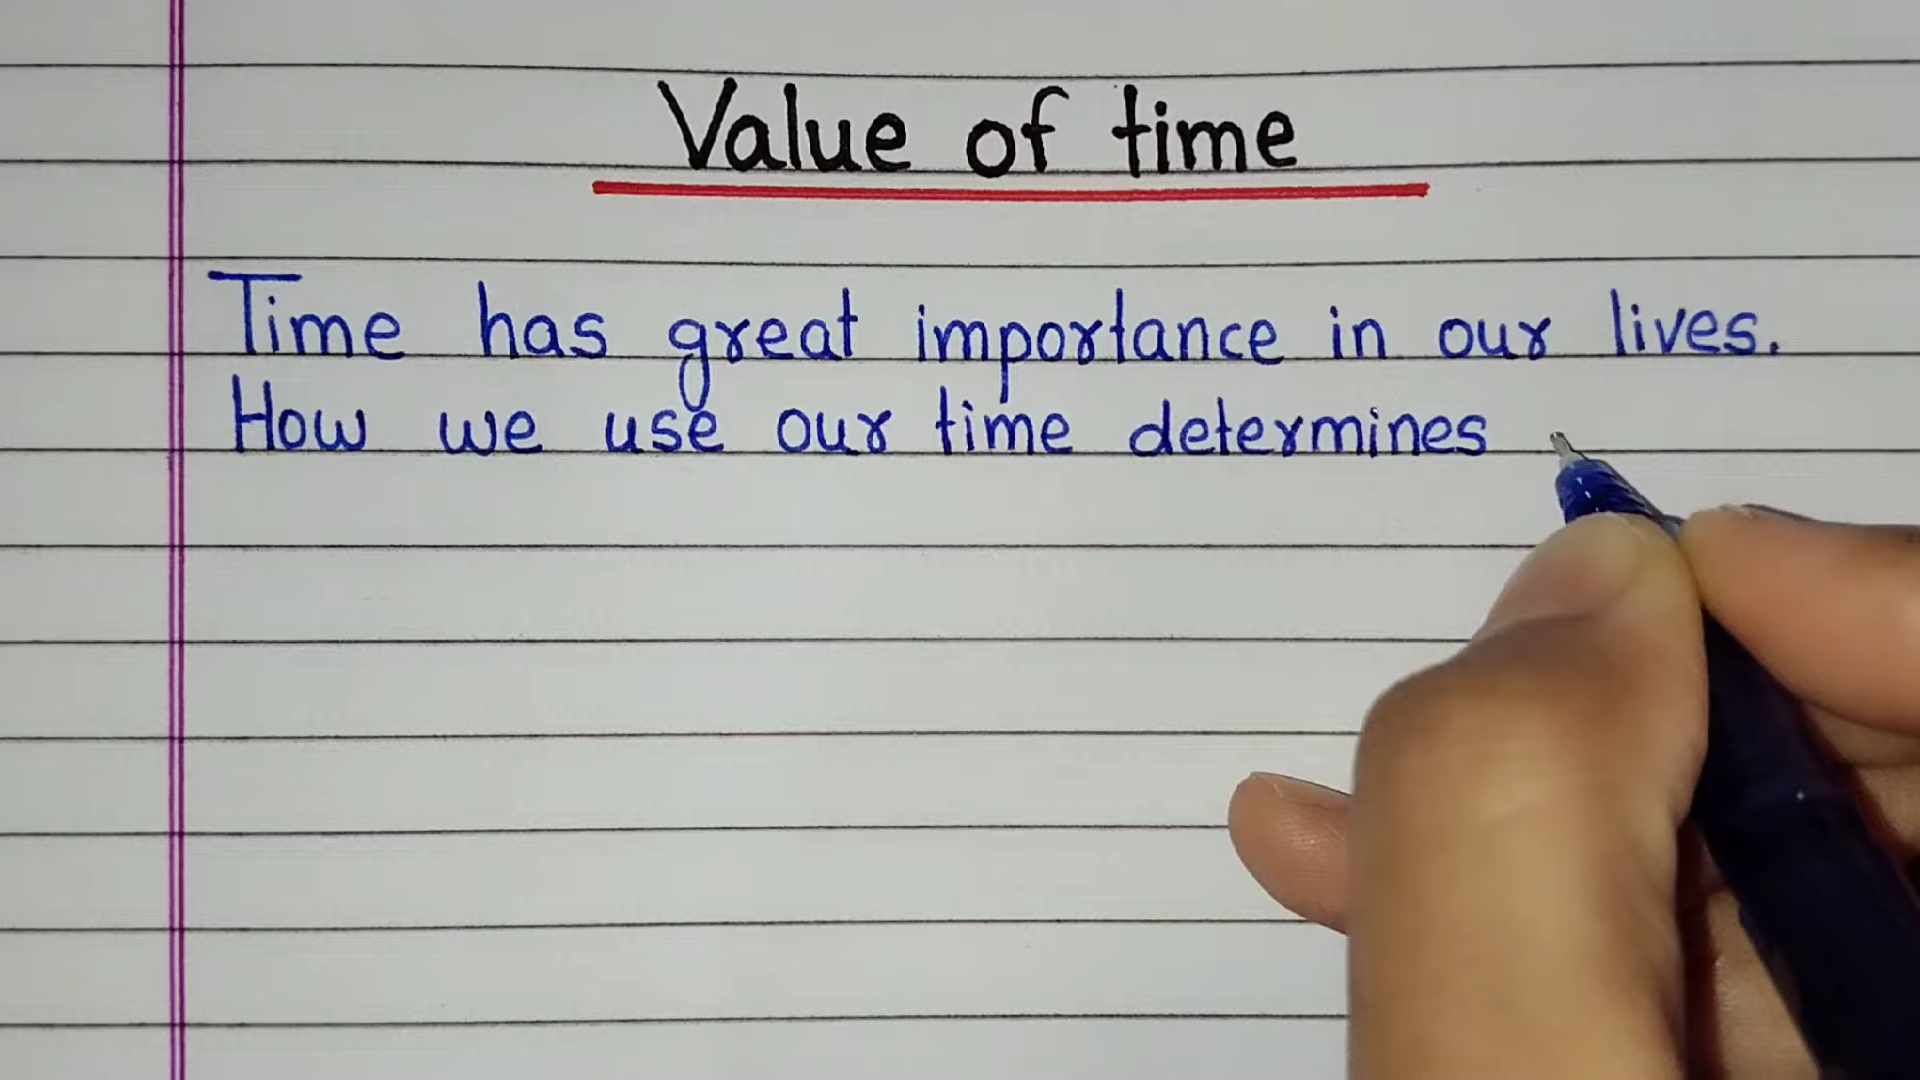 Value of time
Time has great importance in our lives.
How we use our time determines